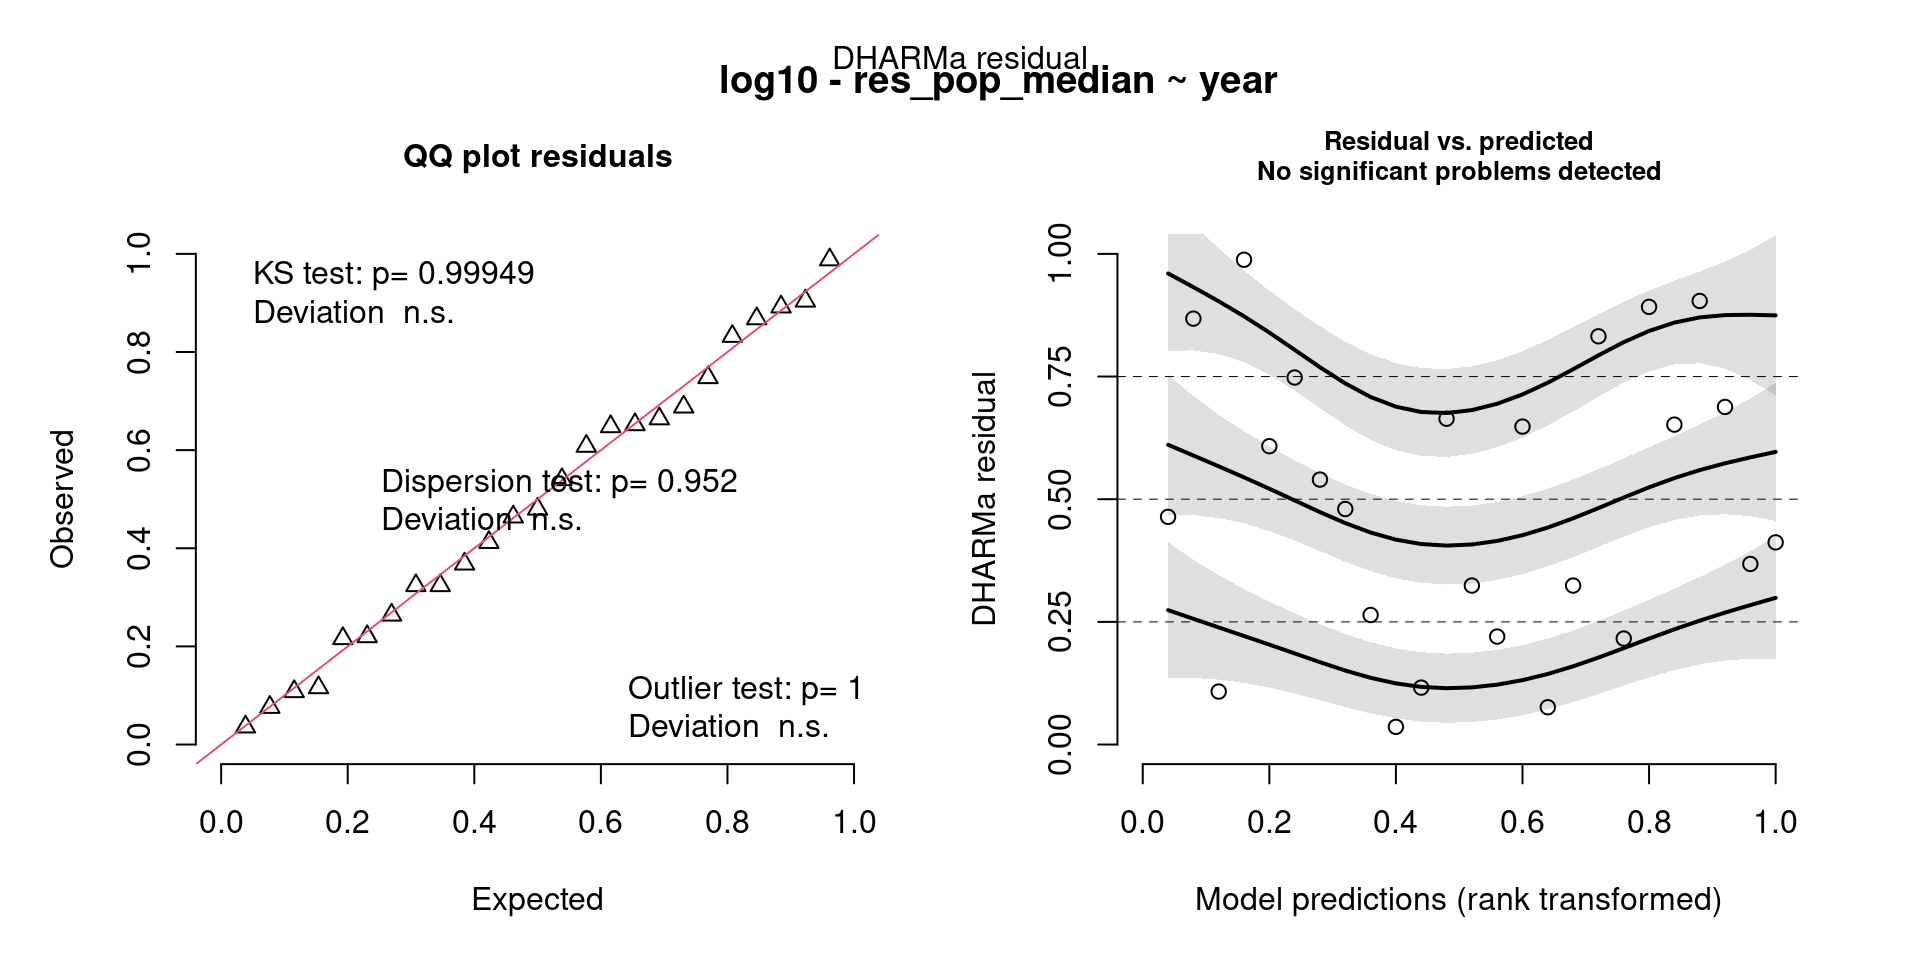 DHARMa residual
log10 - res_pop_median ~ year
QQ plot residuals
KS test: p= 0.99949
Deviation  n.s.
Dispersion test: p= 0.952
Deviation  n.s.
Outlier test: p= 1
Deviation  n.s.
Observed
1.0
0.8
0.6
0.4
0.2
0.0
0.0 0.2 0.4 0.6 0.8 1.0
Expected
Residual vs. predicted
No significant problems detected
DHARMa residual
1.00
0.75
0.50
0.25
0.00
0.0 0.2 0.4 0.6 0.8 1.0
Model predictions (rank transformed)